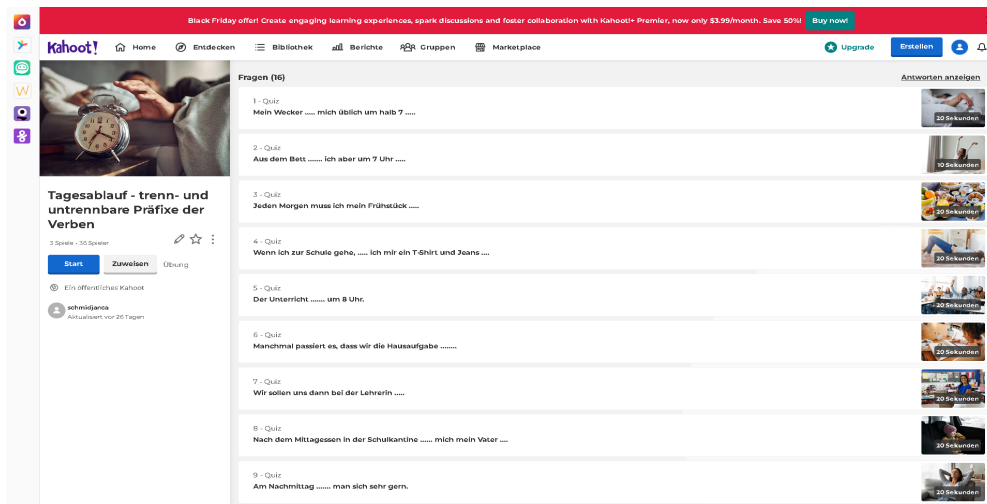 Black Friday offer! Create engaging learning experiences, spark discussions and foster collaboration with Kahoot!+ Premier, now only $3.99/month. Save 50%! Buy now!
Kahoot! Home Entdecken Bibliothek Berichte Gruppen Marketplace Upgrade Erstellen
Tagesablauf - trenn- und
untrennbare Präfixe der
Verben
3 Spiele • 36 Spieler
Start Zuweisen Übung
Ein öffentliches Kahoot
schmidjanca
Aktualisiert vor 26 Tagen
Fragen (16) Antworten anzeigen
1 - Quiz
Mein Wecker ..... mich üblich um halb 7 .....
20 Sekunden
2 - Quiz
Aus dem Bett ....... ich aber um 7 Uhr .....
10 Sekunden
3 - Quiz
Jeden Morgen muss ich mein Frühstück .....
20 Sekunden
4 - Quiz
Wenn ich zur Schule gehe, ..... ich mir ein T-Shirt und Jeans ....
20 Sekunden
5 - Quiz
Der Unterricht ....... um 8 Uhr.
20 Sekunden
6 - Quiz
Manchmal passiert es, dass wir die Hausaufgabe ........
20 Sekunden
7 - Quiz
Wir sollen uns dann bei der Lehrerin .....
20 Sekunden
8 - Quiz
Nach dem Mittagessen in der Schulkantine ...... mich mein Vater ....
20 Sekunden
9 - Quiz
Am Nachmittag ....... man sich sehr gern.
20 Sekunden